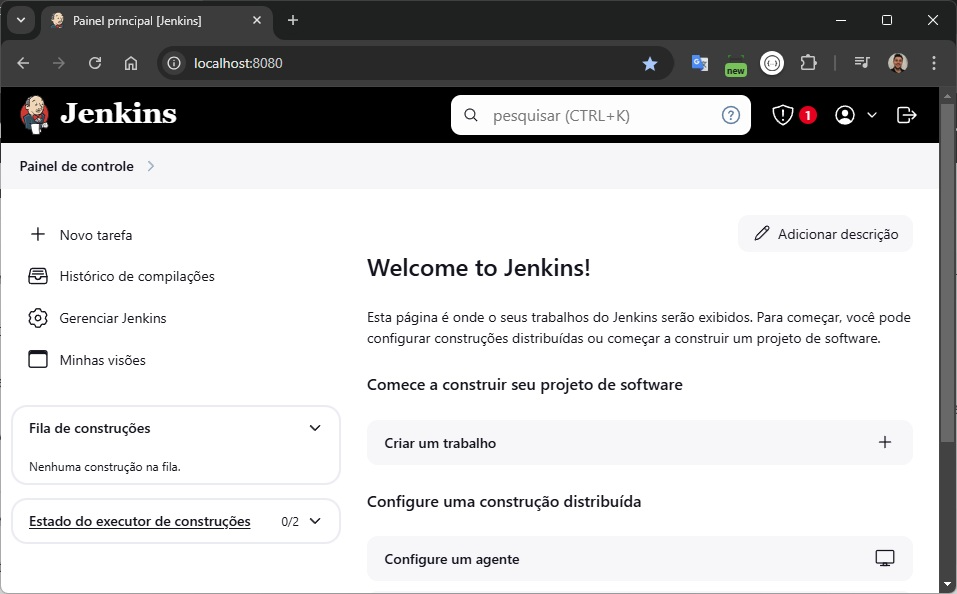 Painel principal [Jenkins]
localhost:8080
new
Jenkins
pesquisar (CTRL+K)
?
1
Painel de controle
Novo tarefa
Histórico de compilações
Gerenciar Jenkins
Minhas visões
Fila de construções
Nenhuma construção na fila.
Estado do executor de construções 0/2
Adicionar descrição
Welcome to Jenkins!
Esta página é onde o seus trabalhos do Jenkins serão exibidos. Para começar, você pode
configurar construções distribuídas ou começar a construir um projeto de software.
Comece a construir seu projeto de software
Criar um trabalho
Configure uma construção distribuída
Configure um agente